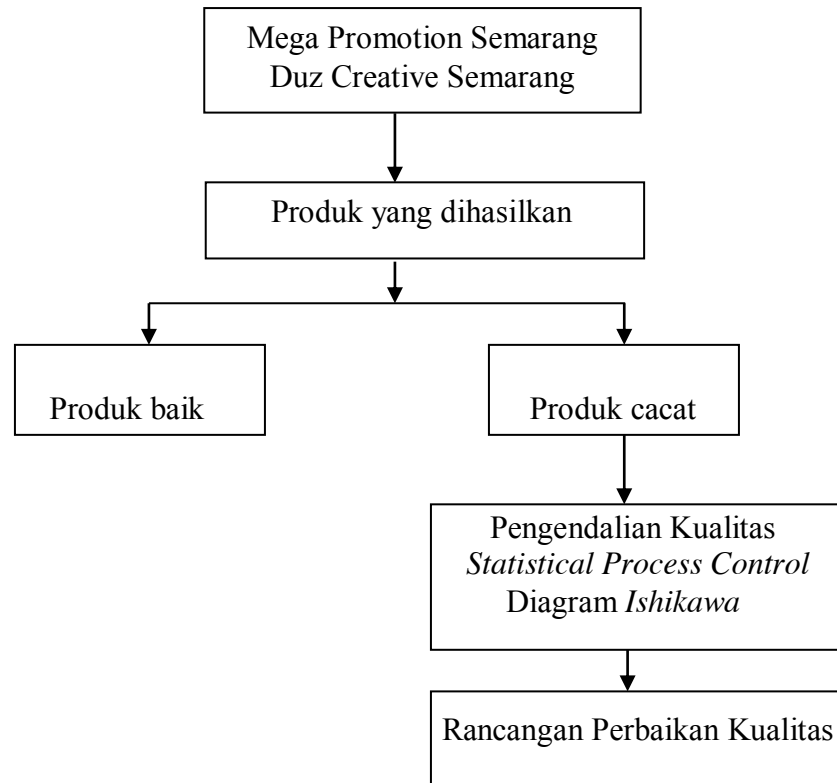 Mega Promotion Semarang
Duz Creative Semarang
Produk yang dihasilkan
Produk baik
Produk cacat
Pengendalian Kualitas
Statistical Process Control
Diagram Ishikawa
Rancangan Perbaikan Kualitas